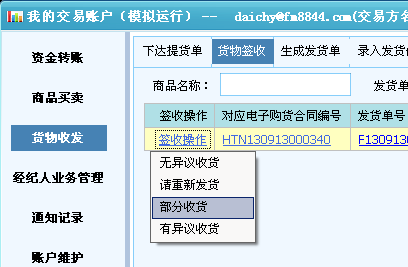 我的交易账户（模拟运行）-- daichy@fm8844.com(交易方名
资金转账
商品买卖
货物收发
经纪人业务管理
通知记录
账户维护
下达提货单 货物签收 生成发货单 录入发货
商品名称： 发货单
签收操作 对应电子购货合同编号 发货单号
签收操作 HTN130913000340 F130913
无异议收货
请重新发货
部分收货
有异议收货